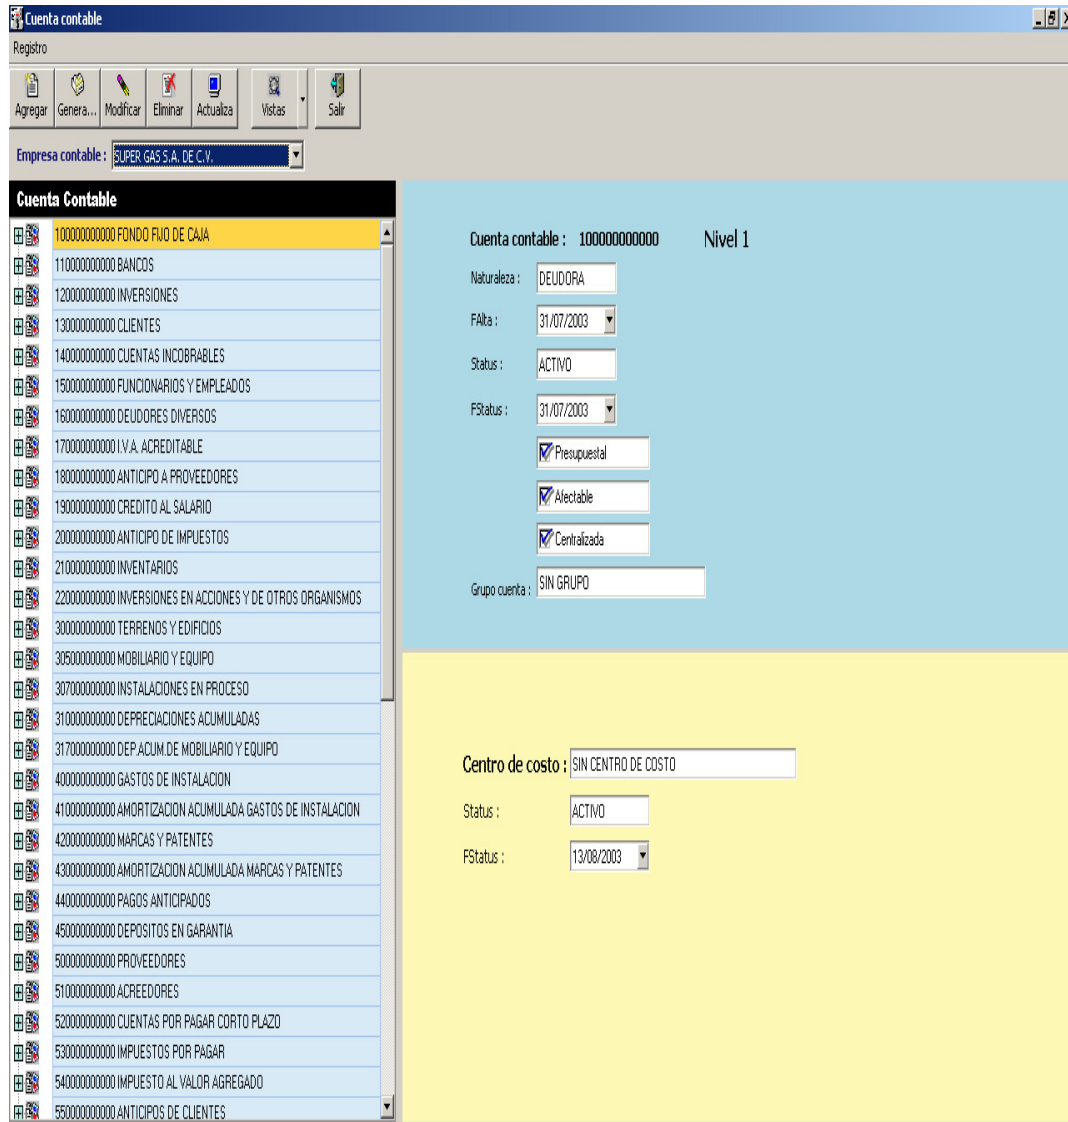 Cuenta contable
Registro
Agregar Genera... Modificar Eliminar Actualiza Vistas Salir
Empresa contable : SUPER GAS S.A. DE C.V.
Cuenta Contable
100000000000 FONDO FIJO DE CAJA
110000000000 BANCOS
120000000000 INVERSIONES
130000000000 CLIENTES
140000000000 CUENTAS INCOBRABLES
150000000000 FUNCIONARIOS Y EMPLEADOS
160000000000 DEUDORES DIVERSOS
170000000000 I.V.A. ACREDITABLE
180000000000 ANTICIPO A PROVEEDORES
190000000000 CREDITO AL SALARIO
200000000000 ANTICIPO DE IMPUESTOS
210000000000 INVENTARIOS
220000000000 INVERSIONES EN ACCIONES Y DE OTROS ORGANISMOS
300000000000 TERRENOS Y EDIFICIOS
305000000000 MOBILIARIO Y EQUIPO
307000000000 INSTALACIONES EN PROCESO
310000000000 DEPRECIACIONES ACUMULADAS
317000000000 DEP.ACUM.DE MOBILIARIO Y EQUIPO
400000000000 GASTOS DE INSTALACION
410000000000 AMORTIZACION ACUMULADA GASTOS DE INSTALACION
420000000000 MARCAS Y PATENTES
430000000000 AMORTIZACION ACUMULADA MARCAS Y PATENTES
440000000000 PAGOS ANTICIPADOS
450000000000 DEPOSITOS EN GARANTIA
500000000000 PROVEEDORES
510000000000 ACREEDORES
520000000000 CUENTAS POR PAGAR CORTO PLAZO
530000000000 IMPUESTOS POR PAGAR
540000000000 IMPUESTO AL VALOR AGREGADO
550000000000 ANTICIPOS DE CLIENTES
Cuenta contable : 100000000000 Nivel 1
Naturaleza : DEUDORA
FAlta : 31/07/2003
Status : ACTIVO
FStatus : 31/07/2003
Presupuestal
Afectable
Centralizada
Grupo cuenta : SIN GRUPO
Centro de costo : SIN CENTRO DE COSTO
Status : ACTIVO
FStatus : 13/08/2003